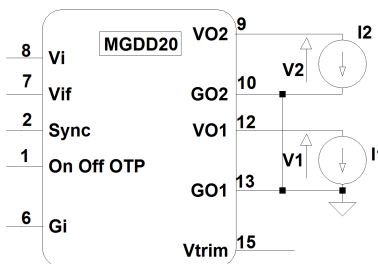 MGDD20
8 Vi
7 Vif
2 Sync
1 On Off OTP
6 Gi
VO2 9
GO2 10
VO1 12
GO1 13
Vtrim 15
V2
I2
V1